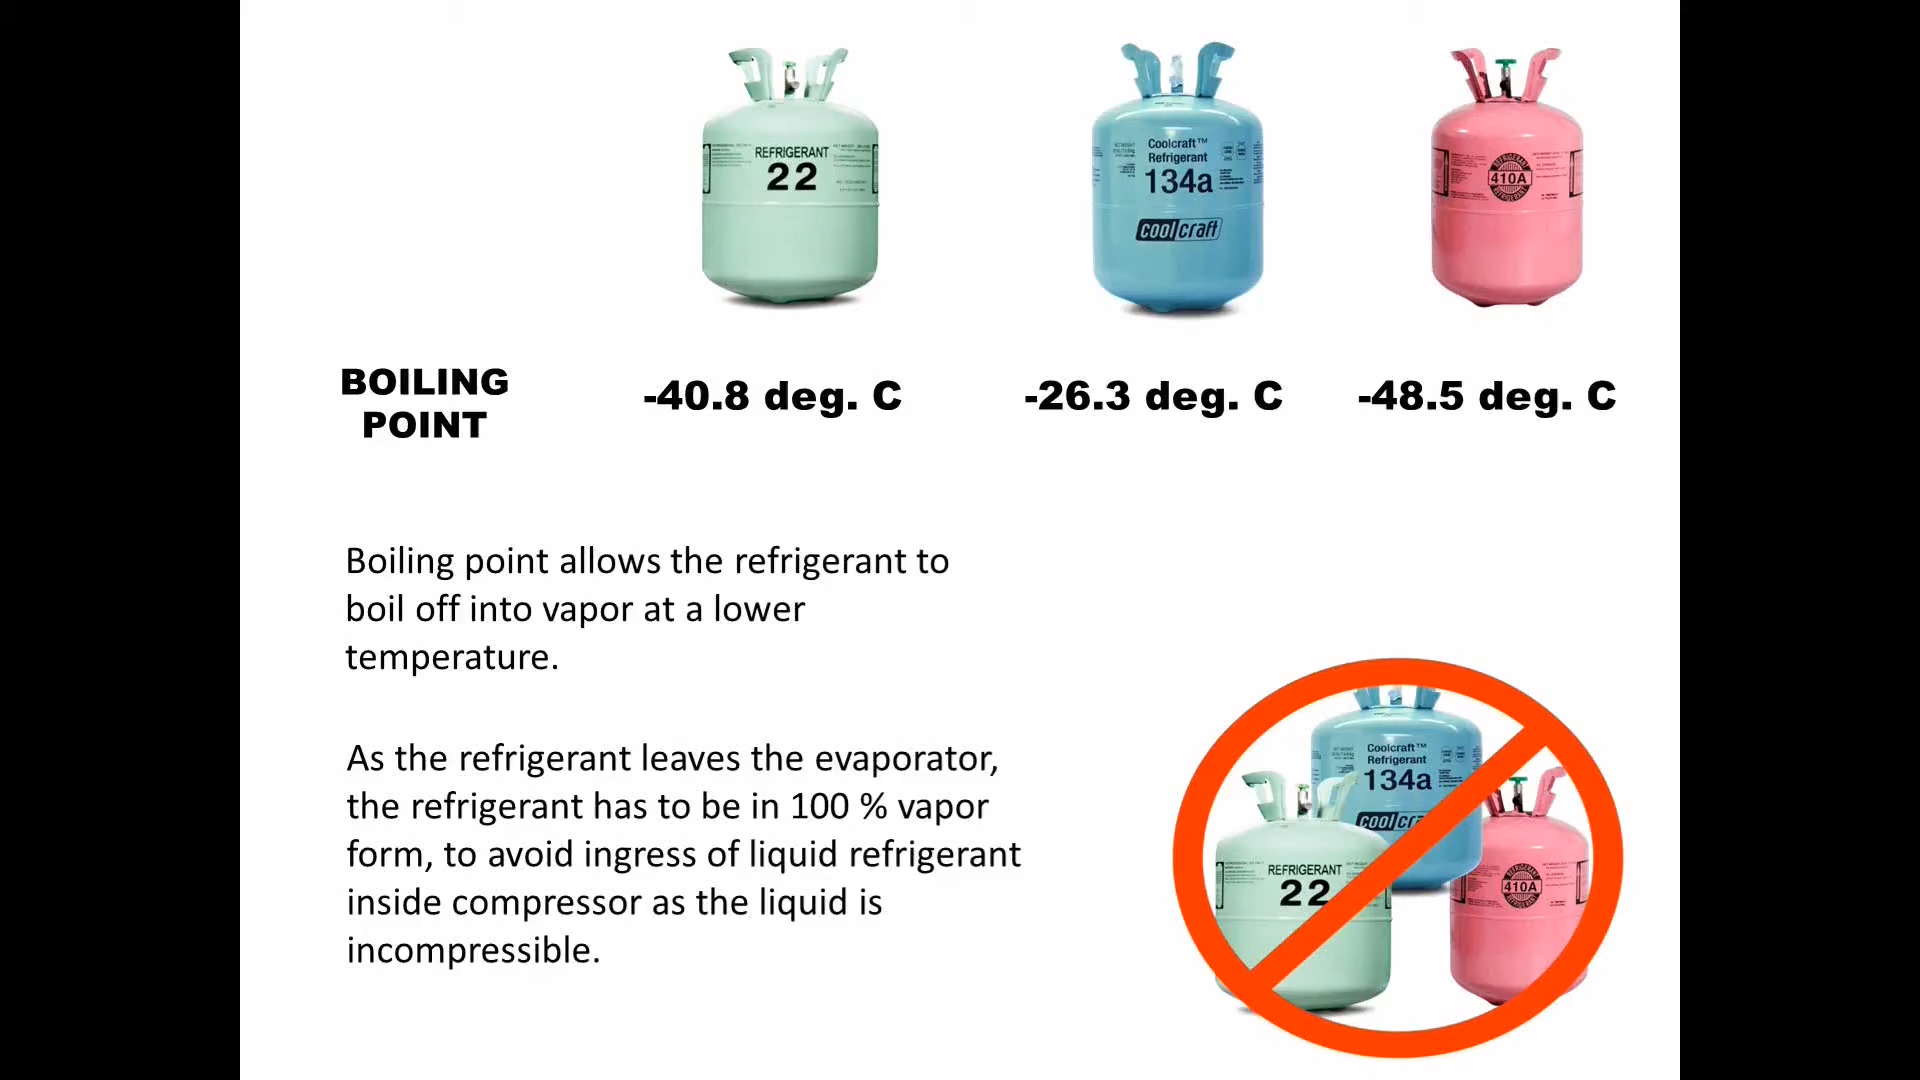 REFRIGERANT
22
Coolcraft™
Refrigerant
134a
coolcraft
REFRIGERANT
410A
REFRIGERANT
BOILING
POINT
-40.8 deg. C
-26.3 deg. C
-48.5 deg. C
Boiling point allows the refrigerant to
boil off into vapor at a lower
temperature.
As the refrigerant leaves the evaporator,
the refrigerant has to be in 100 % vapor
form, to avoid ingress of liquid refrigerant
inside compressor as the liquid is
incompressible.
Coolcraft™
Refrigerant
134a
REFRIGERANT
22
410A